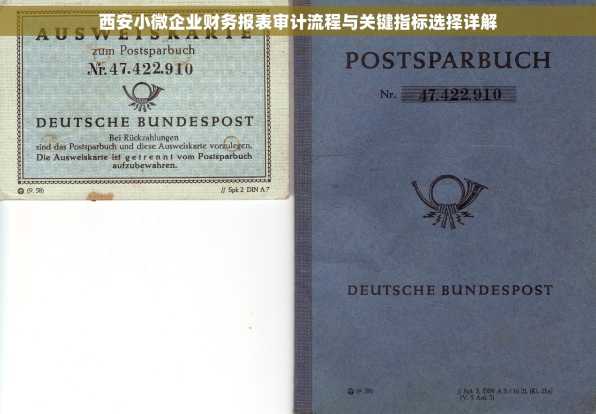 西安小微企业财务报表审计流程与关键指标选择详解
AUSWEISKARTE
zum Postsparbuch
Nr. 47.422.910
DEUTSCHE BUNDESPOST
Bei Rückzahlungen
sind das Postsparbuch und diese Ausweiskarte vorzulegen.
Die Ausweiskarte ist getrennt vom Postsparbuch
aufzubewahren.
(9. 58)
// Spk 2 DIN A 7
POSTSPARBUCH
Nr. 47.422.910
DEUTSCHE BUNDESPOST